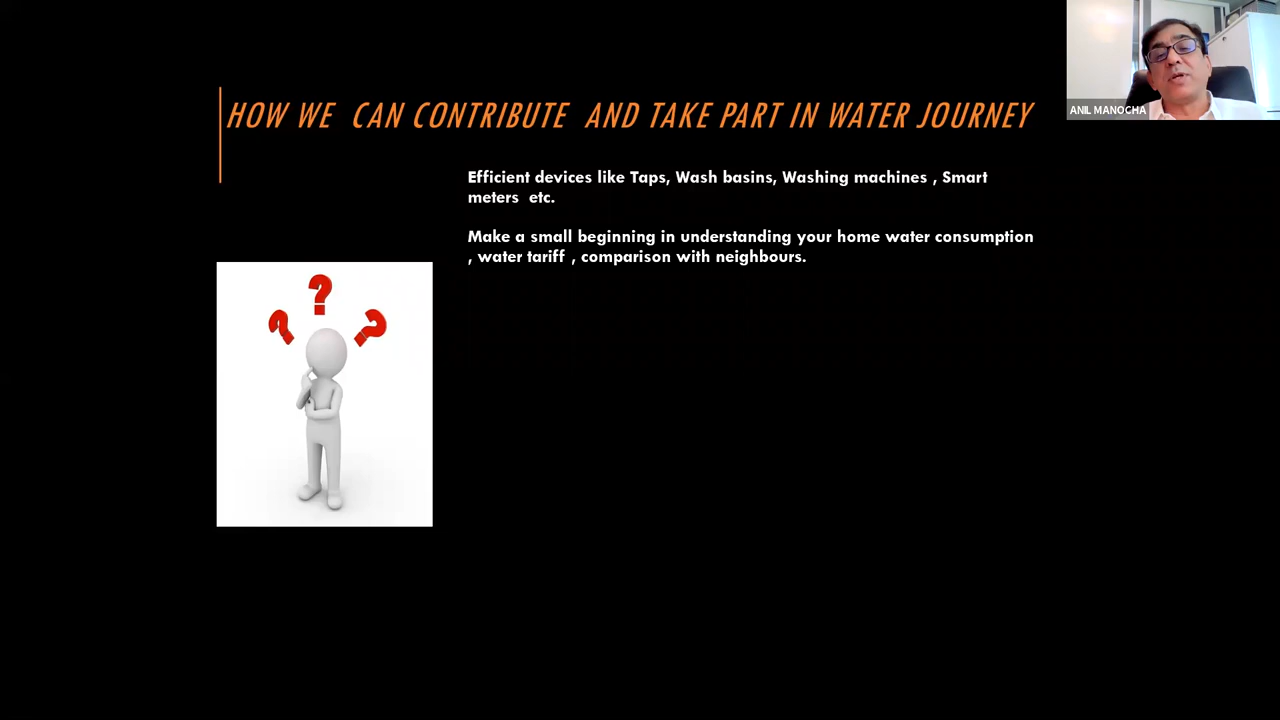 HOW WE CAN CONTRIBUTE AND TAKE PART IN WATER JOURNEY
ANIL MANOCHA
Efficient devices like Taps, Wash basins, Washing machines , Smart
meters etc.
Make a small beginning in understanding your home water consumption
, water tariff , comparison with neighbours.
? ? ?